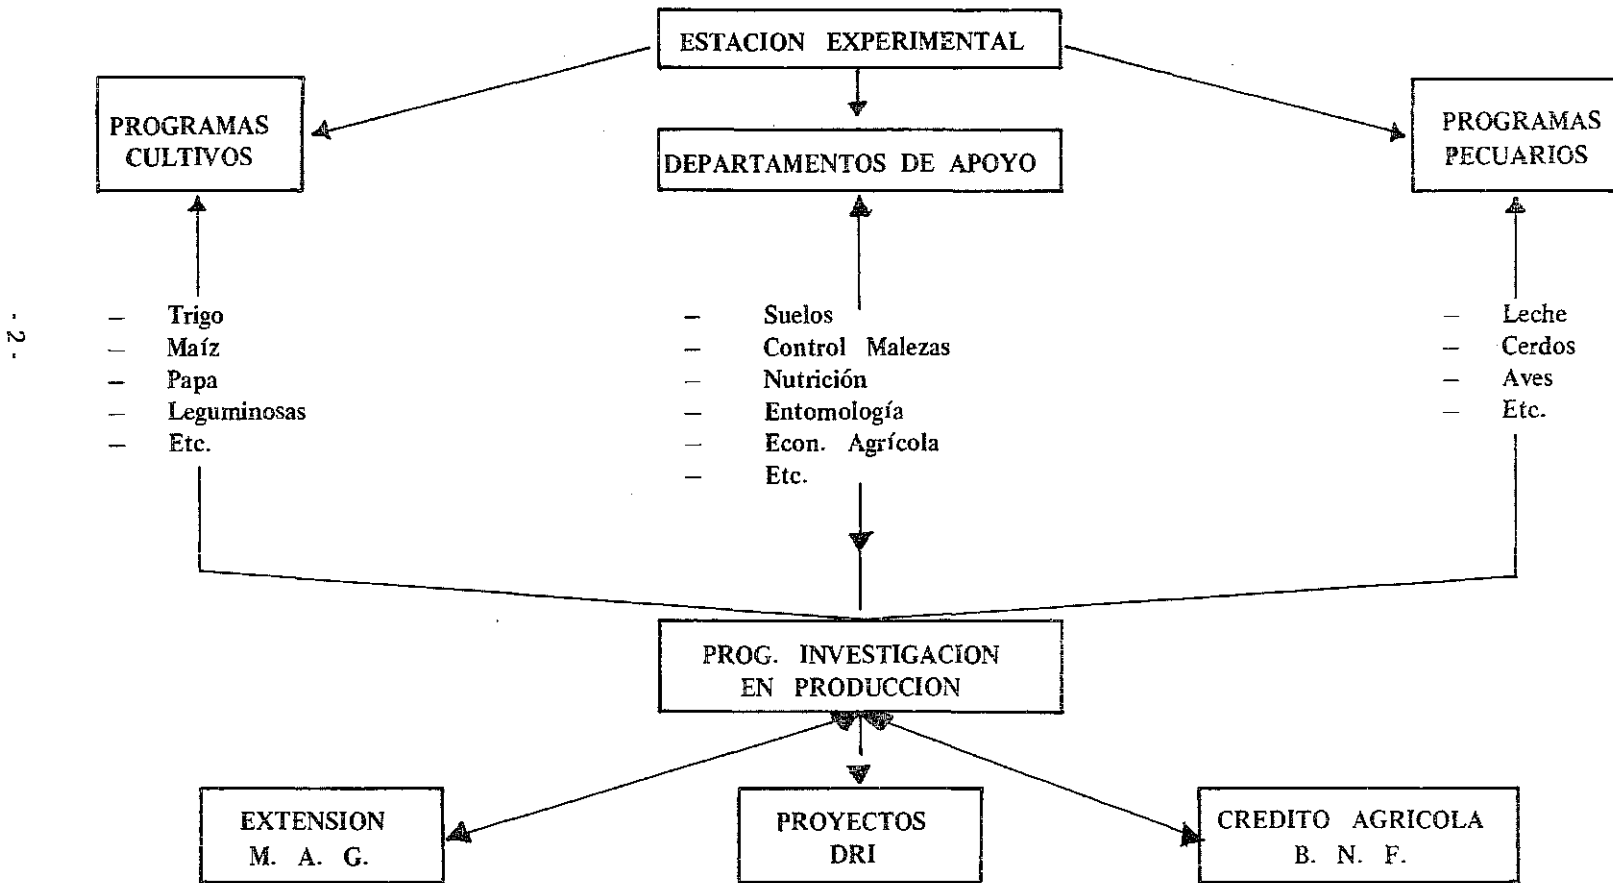 ESTACION EXPERIMENTAL
PROGRAMAS
CULTIVOS
DEPARTAMENTOS DE APOYO
PROGRAMAS
PECUARIOS
— Trigo
— Maíz
— Papa
— Leguminosas
— Etc.
— Suelos
— Control Malezas
— Nutrición
— Entomología
— Econ. Agrícola
— Etc.
— Leche
— Cerdos
— Aves
— Etc.
- 2 -
PROG. INVESTIGACION
EN PRODUCCION
EXTENSION
M. A. G.
PROYECTOS
DRI
CREDITO AGRICOLA
B. N. F.